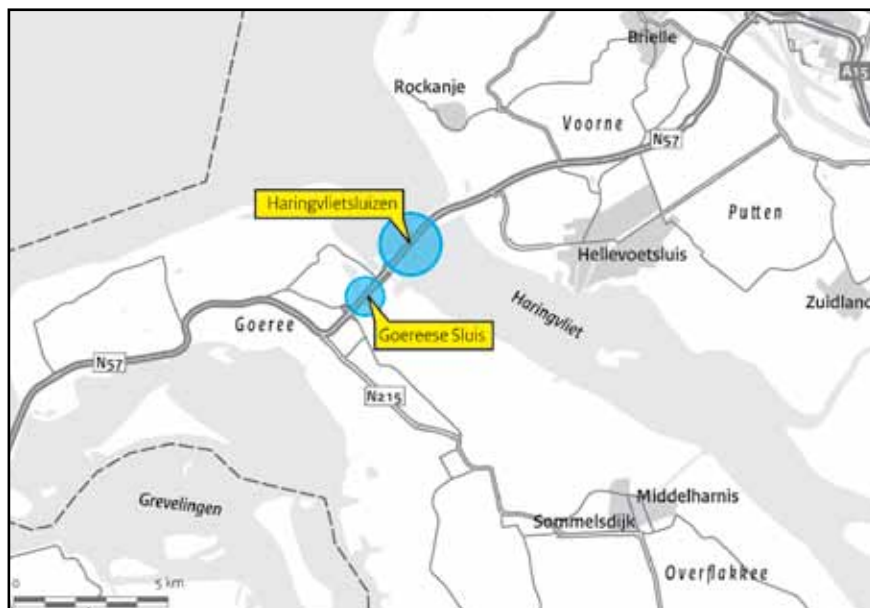 Brielle
A15
Rockanje
Voorne
N57
Haringvlietsluizen
Putten
Hellevoetsluis
Zuidland
Haringvliet
Goeree
Goereese Sluis
N57
N215
Grevelingen
Middelharnis
Sommelsdijk
Overflakkee
0 5 km